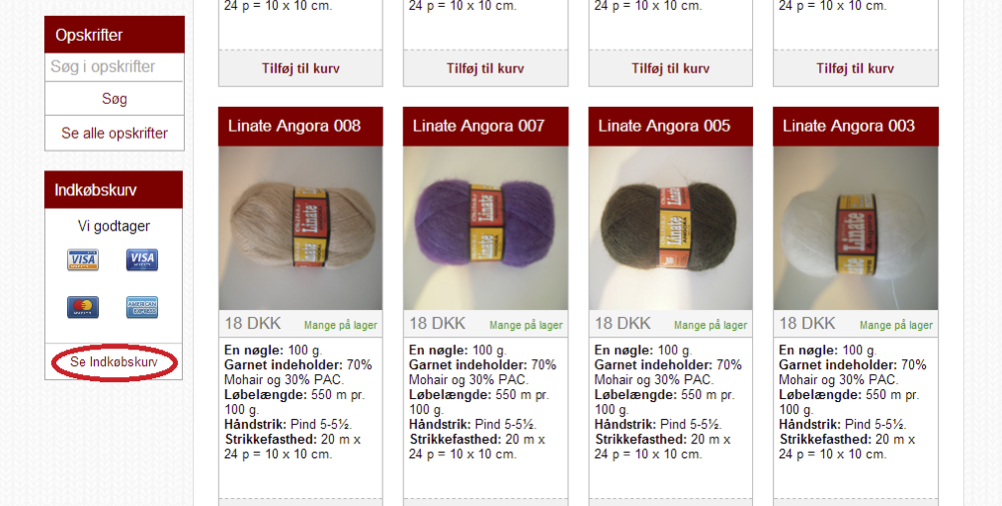 24 p = 10 x 10 cm.
24 p = 10 x 10 cm.
24 p = 10 x 10 cm.
24 p = 10 x 10 cm.
Tilføj til kurv
Tilføj til kurv
Tilføj til kurv
Tilføj til kurv
Opskrifter
Søg i opskrifter
Søg
Se alle opskrifter
Indkøbskurv
Vi godtager
VISA
VISA
AMERICAN
EXPRESS
Se Indkøbskurv
Linate Angora 008
Linate
Linate
18 DKK
Mange på lager
En nøgle: 100 g.
Garnet indeholder: 70%
Mohair og 30% PAC.
Løbelængde: 550 m pr.
100 g.
Håndstrik: Pind 5-5½.
Strikkefasthed: 20 m x
24 p = 10 x 10 cm.
Linate Angora 007
Linate
Linate
18 DKK
Mange på lager
En nøgle: 100 g.
Garnet indeholder: 70%
Mohair og 30% PAC.
Løbelængde: 550 m pr.
100 g.
Håndstrik: Pind 5-5½.
Strikkefasthed: 20 m x
24 p = 10 x 10 cm.
Linate Angora 005
Linate
Linate
18 DKK
Mange på lager
En nøgle: 100 g.
Garnet indeholder: 70%
Mohair og 30% PAC.
Løbelængde: 550 m pr.
100 g.
Håndstrik: Pind 5-5½.
Strikkefasthed: 20 m x
24 p = 10 x 10 cm.
Linate Angora 003
Linate
Linate
18 DKK
Mange på lager
En nøgle: 100 g.
Garnet indeholder: 70%
Mohair og 30% PAC.
Løbelængde: 550 m pr.
100 g.
Håndstrik: Pind 5-5½.
Strikkefasthed: 20 m x
24 p = 10 x 10 cm.